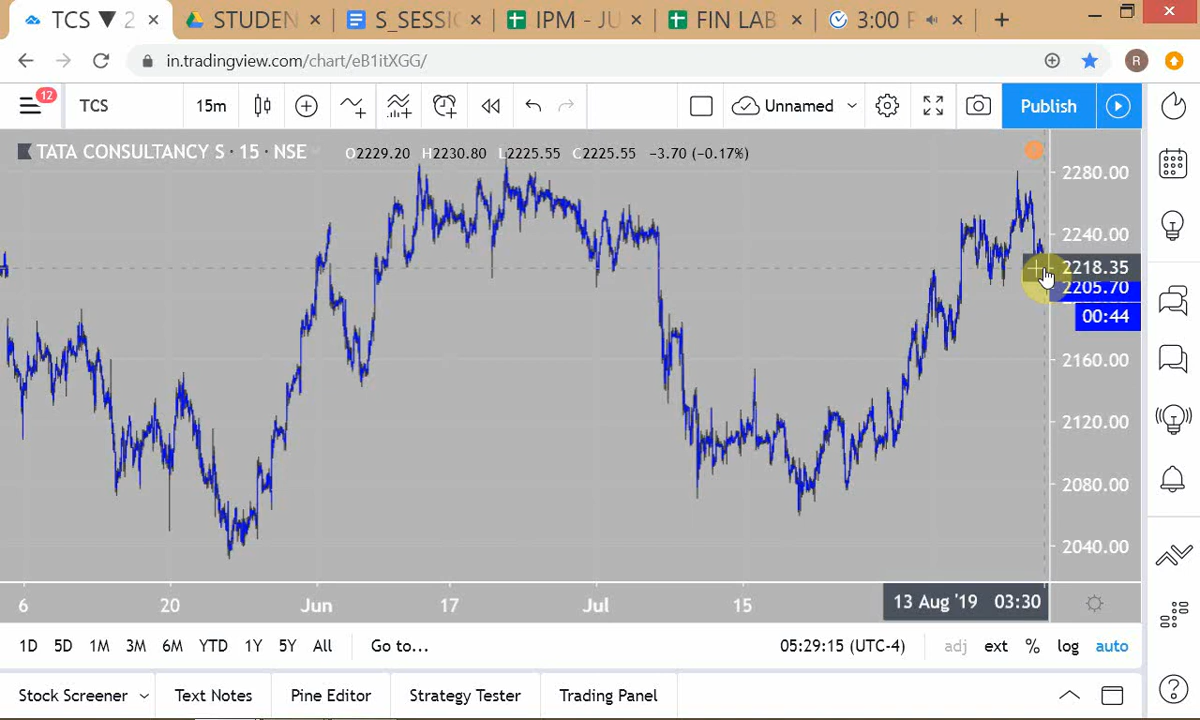 TCS ▼ 2
STUDEN
S_SESSIO
IPM - JU
FIN LAB
3:00 P
in.tradingview.com/chart/eB1itXGG/
R
12
TCS
15m
Unnamed
Publish
TATA CONSULTANCY S · 15 · NSE
O2229.20 H2230.80 L2225.55 C2225.55 −3.70 (−0.17%)
2280.00
2240.00
2218.35
2205.70
00:44
2160.00
2120.00
2080.00
2040.00
6 20 Jun 17 Jul 15 13 Aug '19 03:30
1D 5D 1M 3M 6M YTD 1Y 5Y All Go to... 05:29:15 (UTC-4) adj ext % log auto
Stock Screener Text Notes Pine Editor Strategy Tester Trading Panel